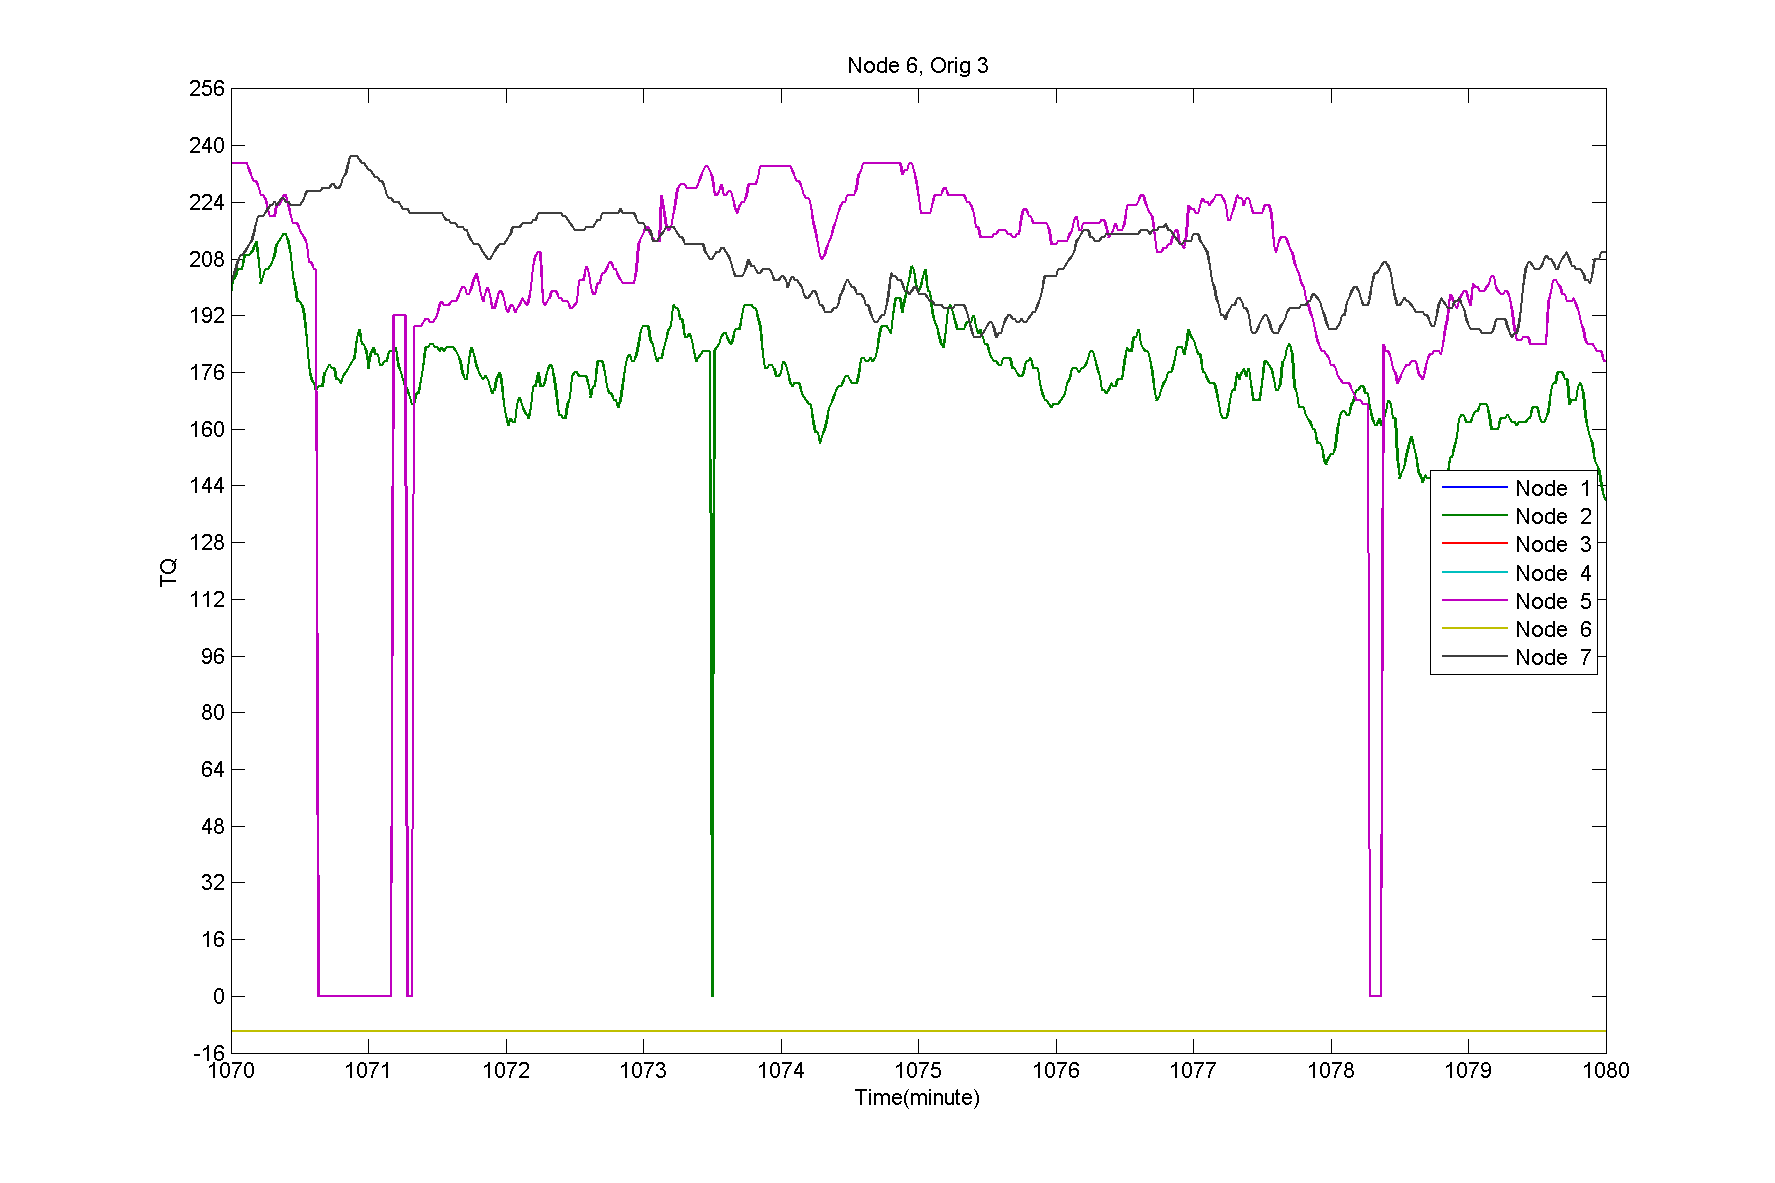 Node 6, Orig 3
256
240
224
208
192
176
160
144
128
112
96
80
64
48
32
16
0
-16
TQ
Node 1
Node 2
Node 3
Node 4
Node 5
Node 6
Node 7
1070 1071 1072 1073 1074 1075 1076 1077 1078 1079 1080
Time(minute)